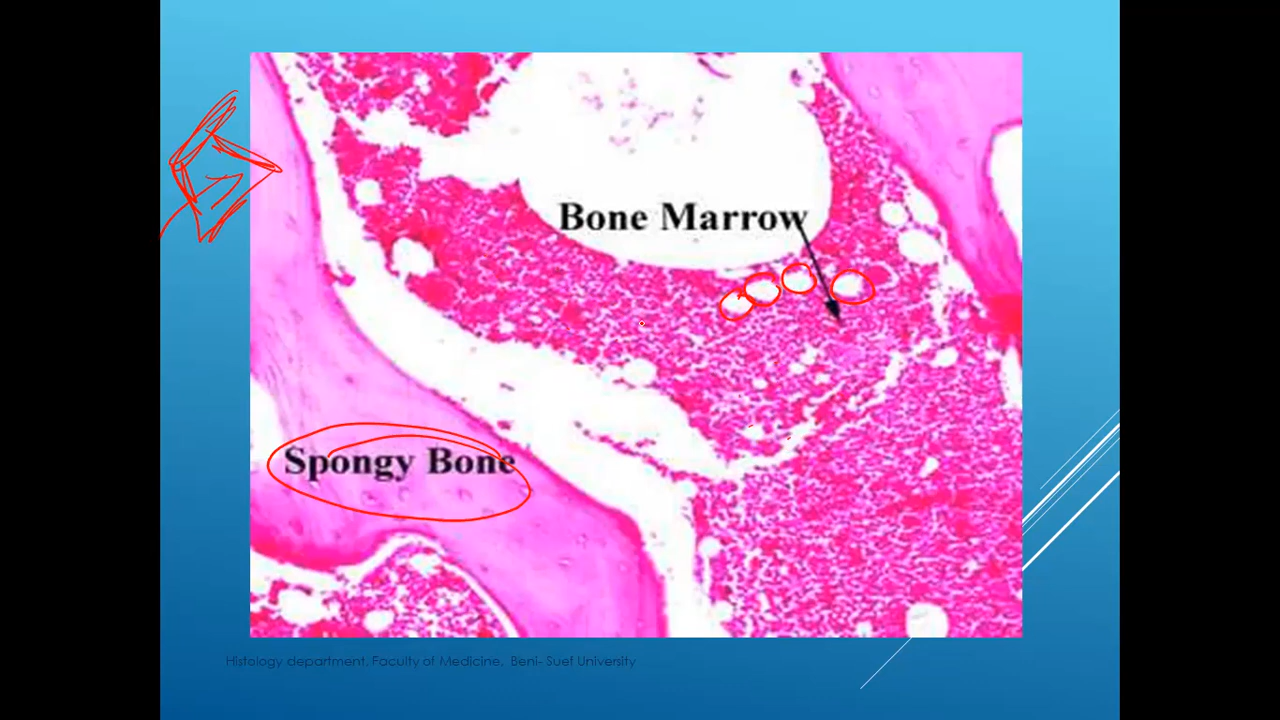 Bone Marrow
Spongy Bone
Histology department, Faculty of Medicine, Beni- Suef University